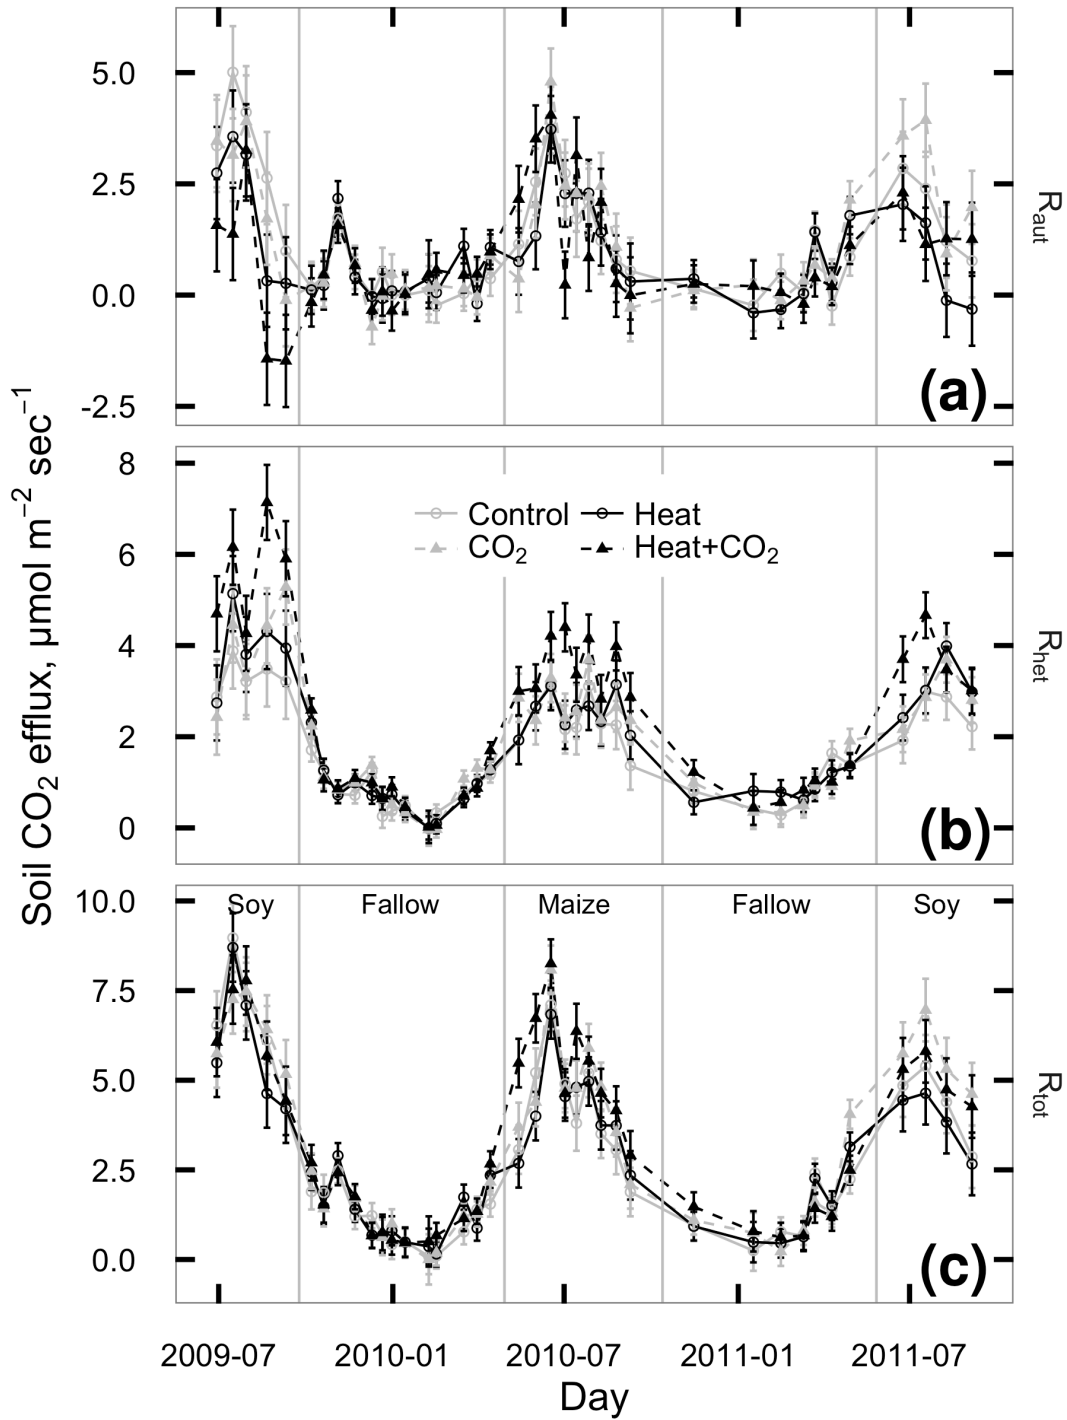 5.0
2.5
0.0
-2.5
R_aut
(a)
8
6
4
2
0
Control
Heat
CO₂
Heat+CO₂
R_het
(b)
10.0
7.5
5.0
2.5
0.0
Soy
Fallow
Maize
Fallow
Soy
R_tot
(c)
Soil CO₂ efflux, μmol m⁻² sec⁻¹
2009-07
2010-01
2010-07
2011-01
2011-07
Day